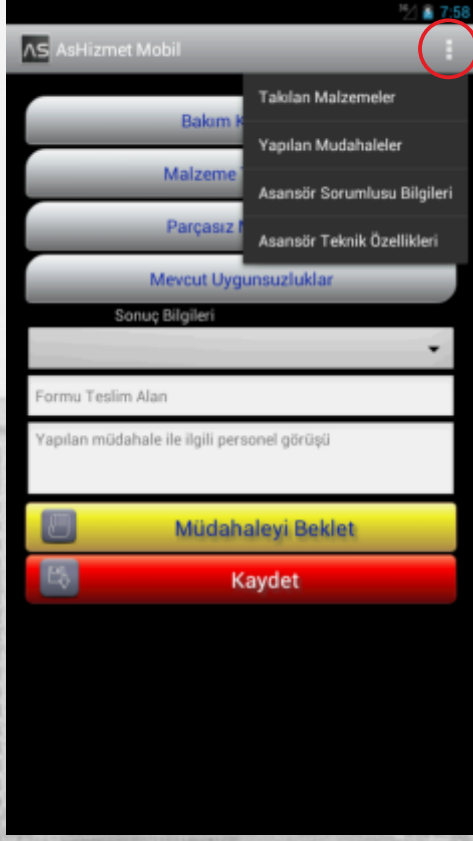 7:58
AsHizmet Mobil
Takılan Malzemeler
Yapılan Mudahaleler
Asansör Sorumlusu Bilgileri
Asansör Teknik Özellikleri
Bakım
Malzeme
Parçasız
Mevcut Uygunsuzluklar
Sonuç Bilgileri
Formu Teslim Alan
Yapılan müdahale ile ilgili personel görüşü
Müdahaleyi Beklet
Kaydet